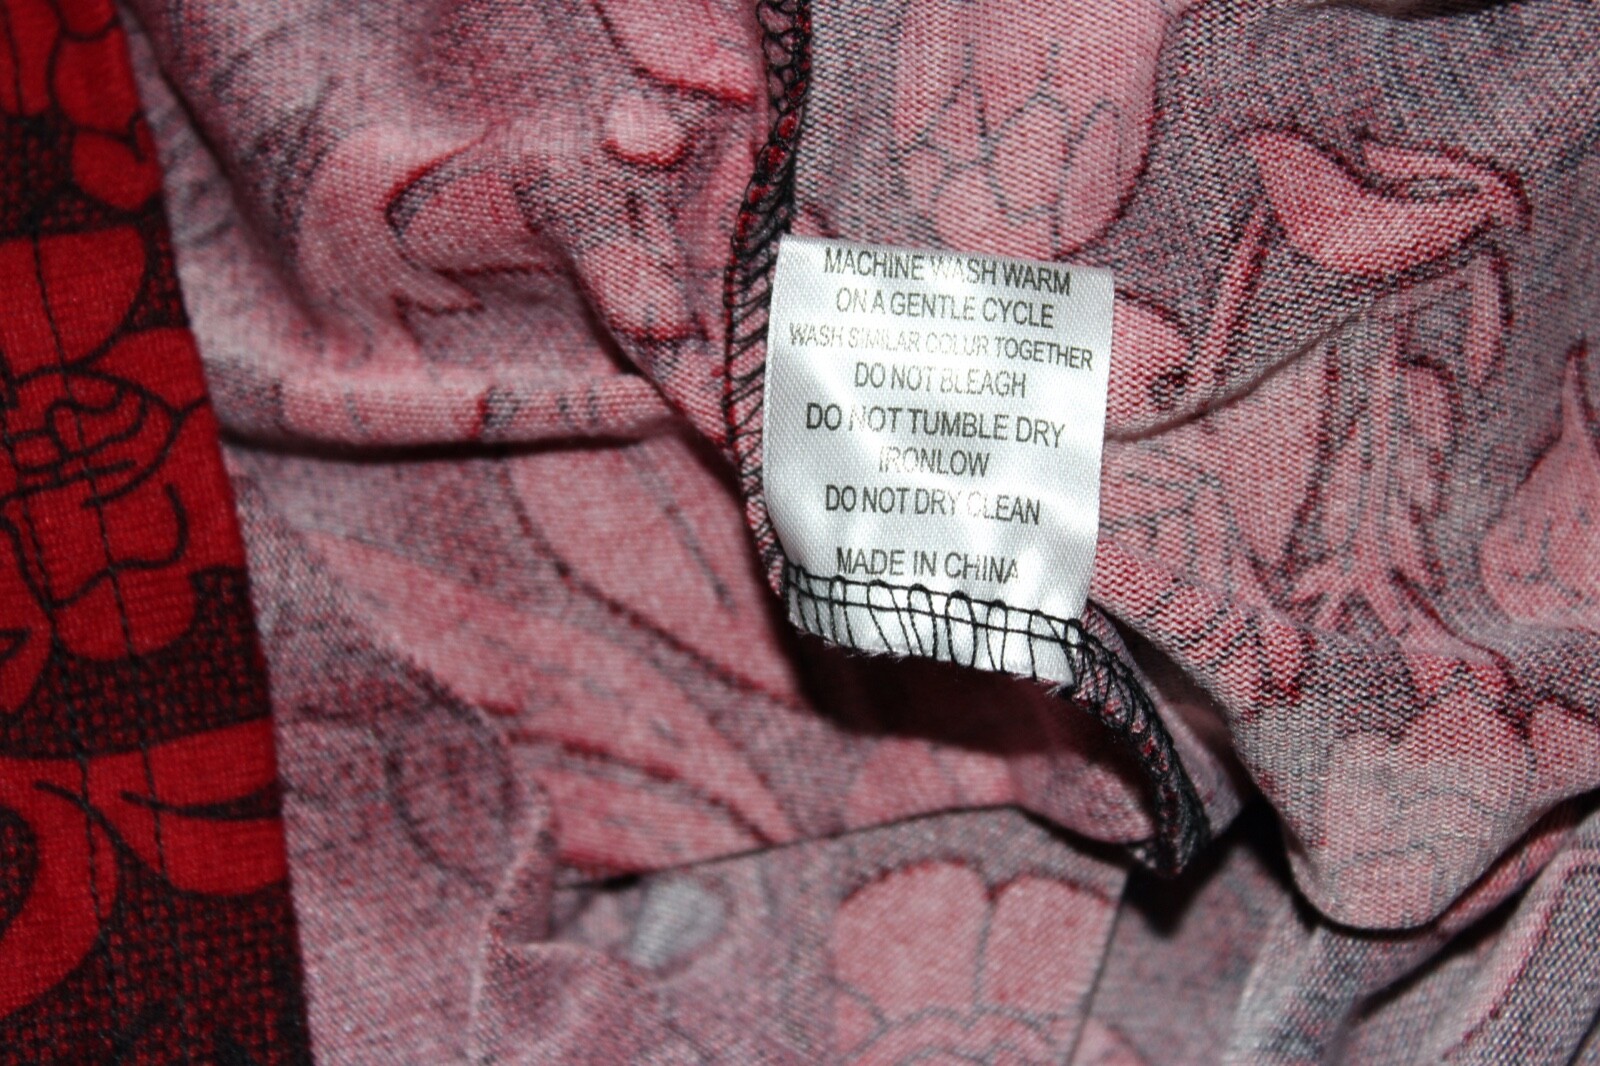 MACHINE WASH WARM
ON A GENTLE CYCLE
WASH SIMILAR COLUR TOGETHER
DO NOT BLEAGH
DO NOT TUMBLE DRY
IRONLOW
DO NOT DRY CLEAN
MADE IN CHINA